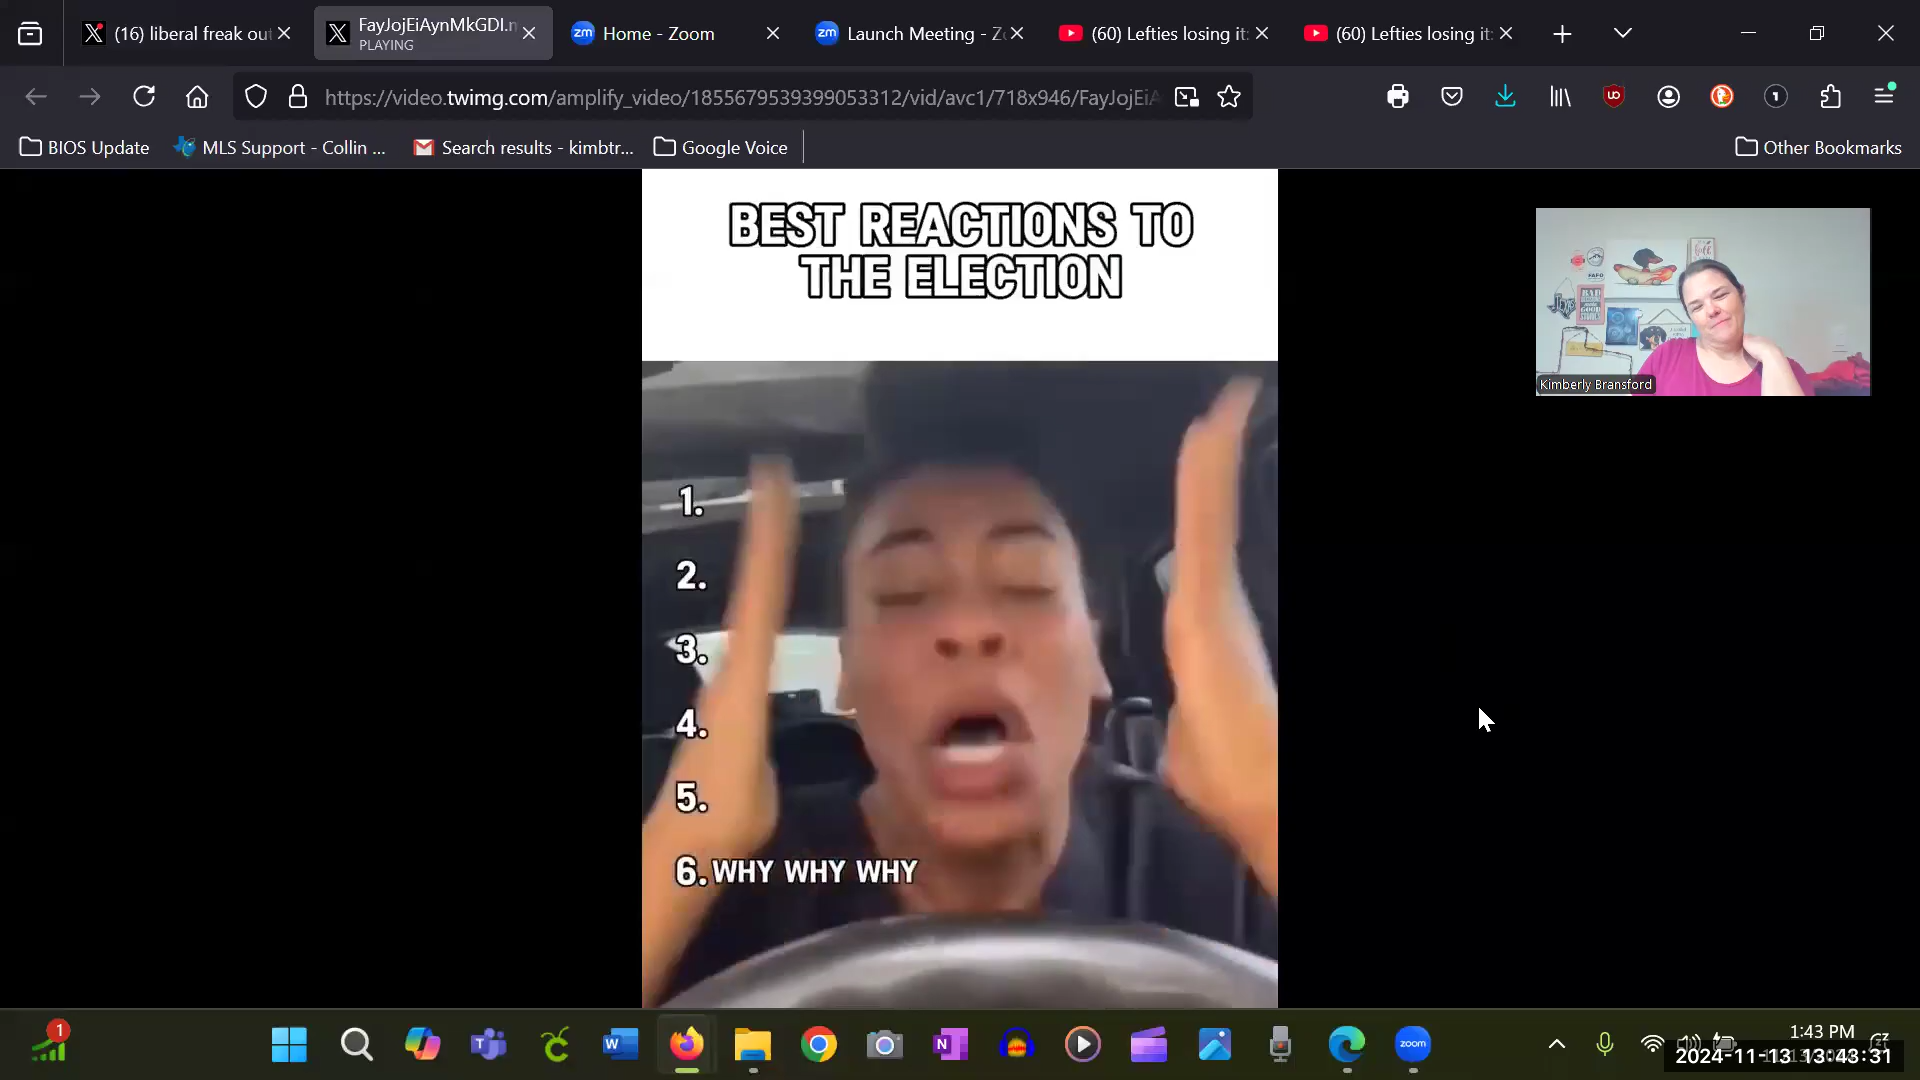 (16) liberal freak out
FayJojEiAynMkGDI.m
PLAYING
Home - Zoom
Launch Meeting - Zo
(60) Lefties losing it:
(60) Lefties losing it:
https://video.twimg.com/amplify_video/1855679539399053312/vid/avc1/718x946/FayJojEiA
BIOS Update
MLS Support - Collin ...
Search results - kimbtr...
Google Voice
Other Bookmarks
BEST REACTIONS TO
THE ELECTION
1.
2.
3.
4.
5.
6. WHY WHY WHY
Kimberly Bransford
1
zoom
1:43 PM
2024-11-13 13:43:31